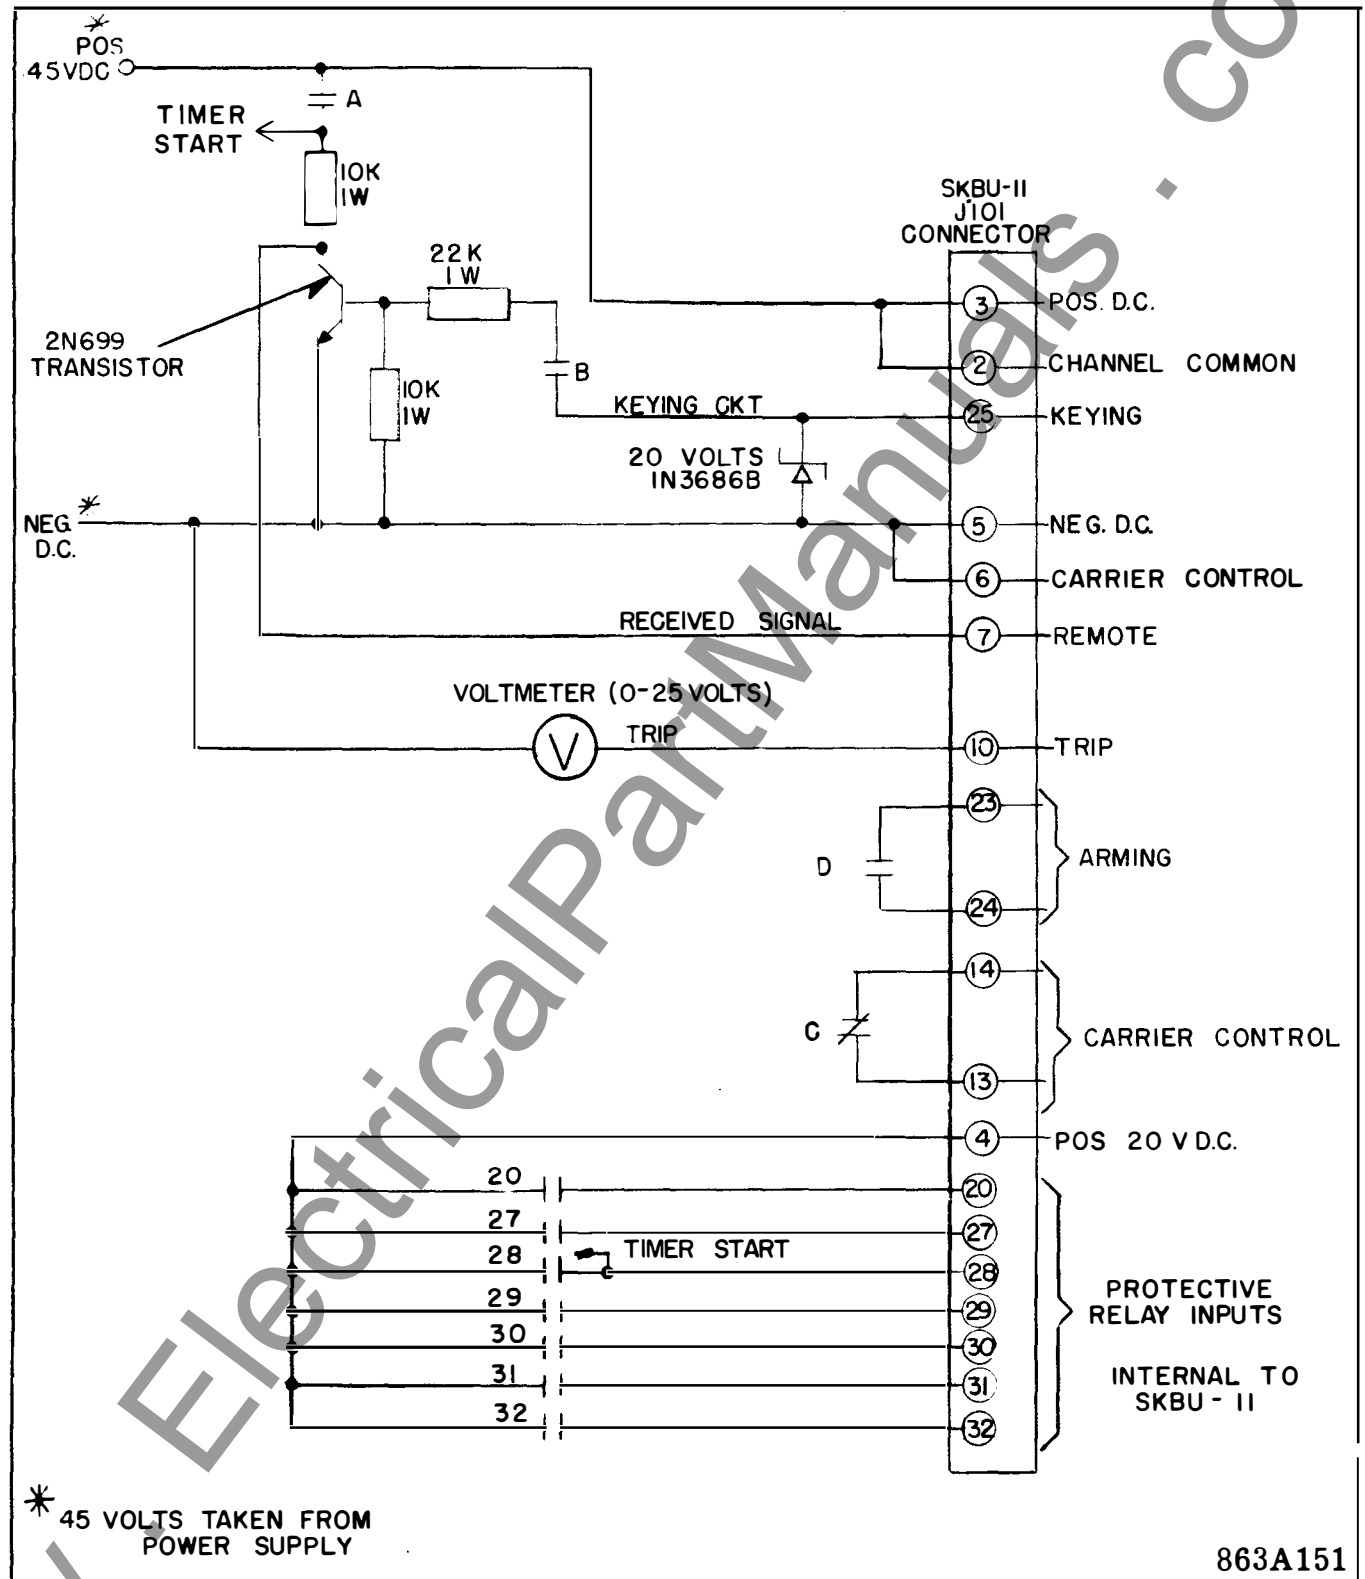 *
POS
45VDC
A
TIMER
START
10K
1W
SKBU-11
J101
CONNECTOR
22K
1W
3
POS. D.C.
2N699
TRANSISTOR
2
CHANNEL COMMON
B
10K
1W
KEYING CKT
25
KEYING
20 VOLTS
1N3686B
NEG. *
D.C.
5
NEG. D.C.
6
CARRIER CONTROL
RECEIVED SIGNAL
7
REMOTE
VOLTMETER (0-25 VOLTS)
V
TRIP
10
TRIP
23
D
ARMING
24
14
C
CARRIER CONTROL
13
4
POS 20 V D.C.
20
20
27
27
28
TIMER START
28
29
29
30
30
31
31
32
32
PROTECTIVE
RELAY INPUTS
INTERNAL TO
SKBU-11
* 45 VOLTS TAKEN FROM
POWER SUPPLY
863A151
. ElectricalPartManuals . co